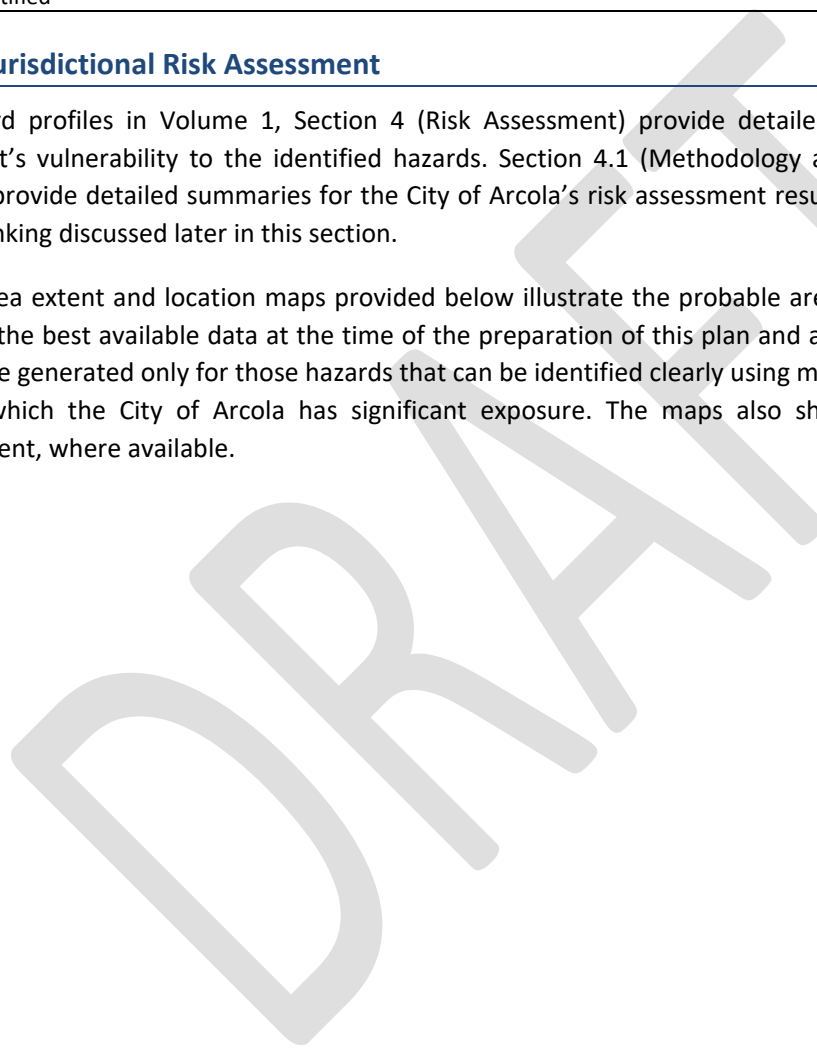 urisdictional Risk Assessment
rd profiles in Volume 1, Section 4 (Risk Assessment) provide detaile
t’s vulnerability to the identified hazards. Section 4.1 (Methodology a
provide detailed summaries for the City of Arcola’s risk assessment resu
nking discussed later in this section.
ea extent and location maps provided below illustrate the probable are
the best available data at the time of the preparation of this plan and a
e generated only for those hazards that can be identified clearly using m
which the City of Arcola has significant exposure. The maps also sh
ent, where available.
DRAFT